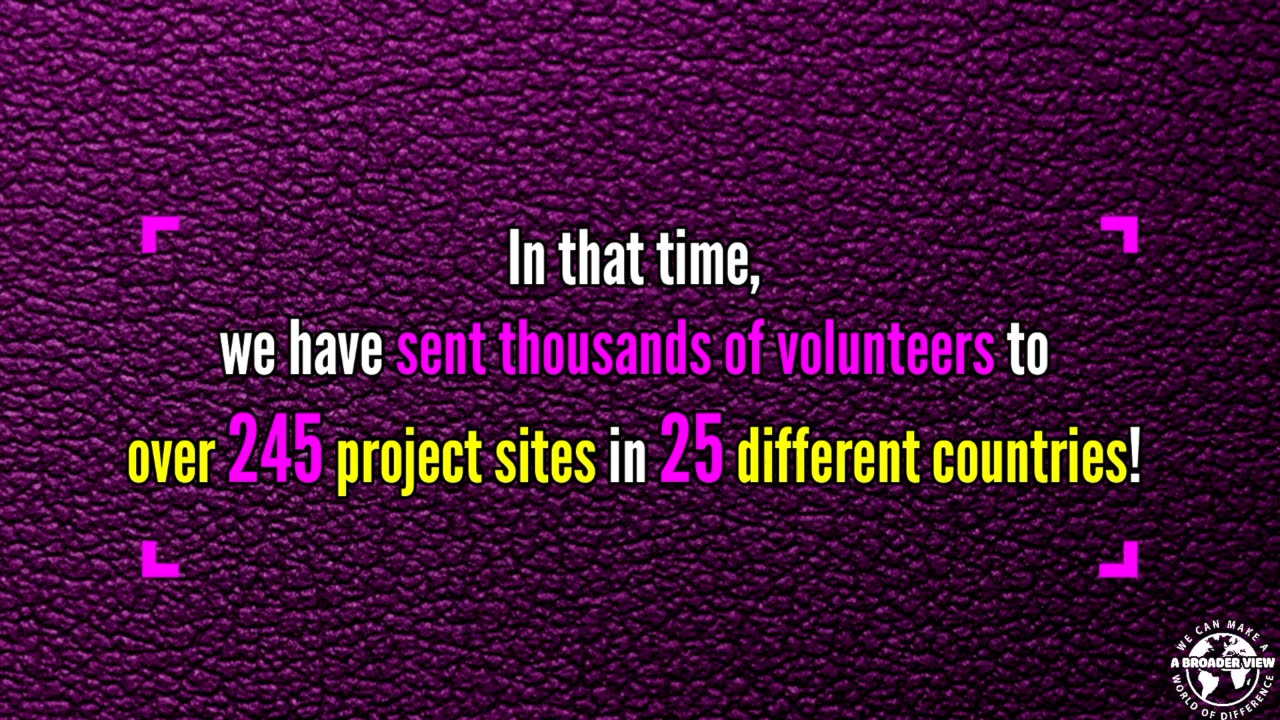 In that time,
we have sent thousands of volunteers to
over 245 project sites in 25 different countries!
WE CAN MAKE A
A BROADER VIEW
WORLD OF DIFFERENCE